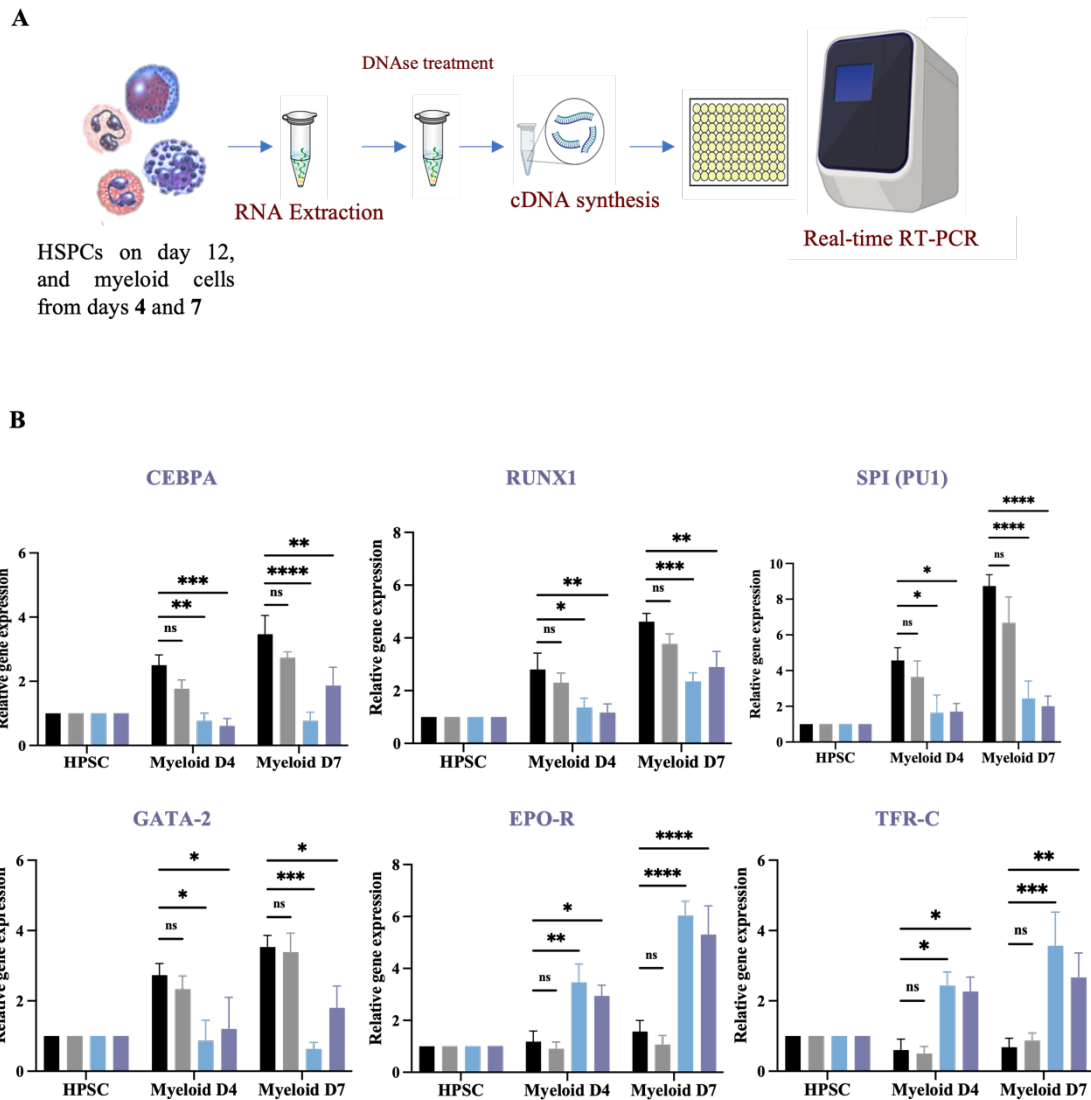 A
DNAse treatment
RNA Extraction
cDNA synthesis
Real-time RT-PCR
HSPCs on day 12,
and myeloid cells
from days 4 and 7
B
CEBPA
Relative gene expression
6
4
2
0
ns
**
***
ns
****
**
HPSC Myeloid D4 Myeloid D7
RUNX1
Relative gene expression
8
6
4
2
0
ns
*
**
ns
***
**
HPSC Myeloid D4 Myeloid D7
SPI (PU1)
Relative gene expression
10
8
6
4
2
0
ns
*
*
ns
****
****
HPSC Myeloid D4 Myeloid D7
GATA-2
Relative gene expression
6
4
2
0
ns
*
*
ns
***
*
HPSC Myeloid D4 Myeloid D7
EPO-R
Relative gene expression
8
6
4
2
0
ns
**
*
ns
****
****
HPSC Myeloid D4 Myeloid D7
TFR-C
Relative gene expression
6
4
2
0
ns
*
*
ns
***
**
HPSC Myeloid D4 Myeloid D7